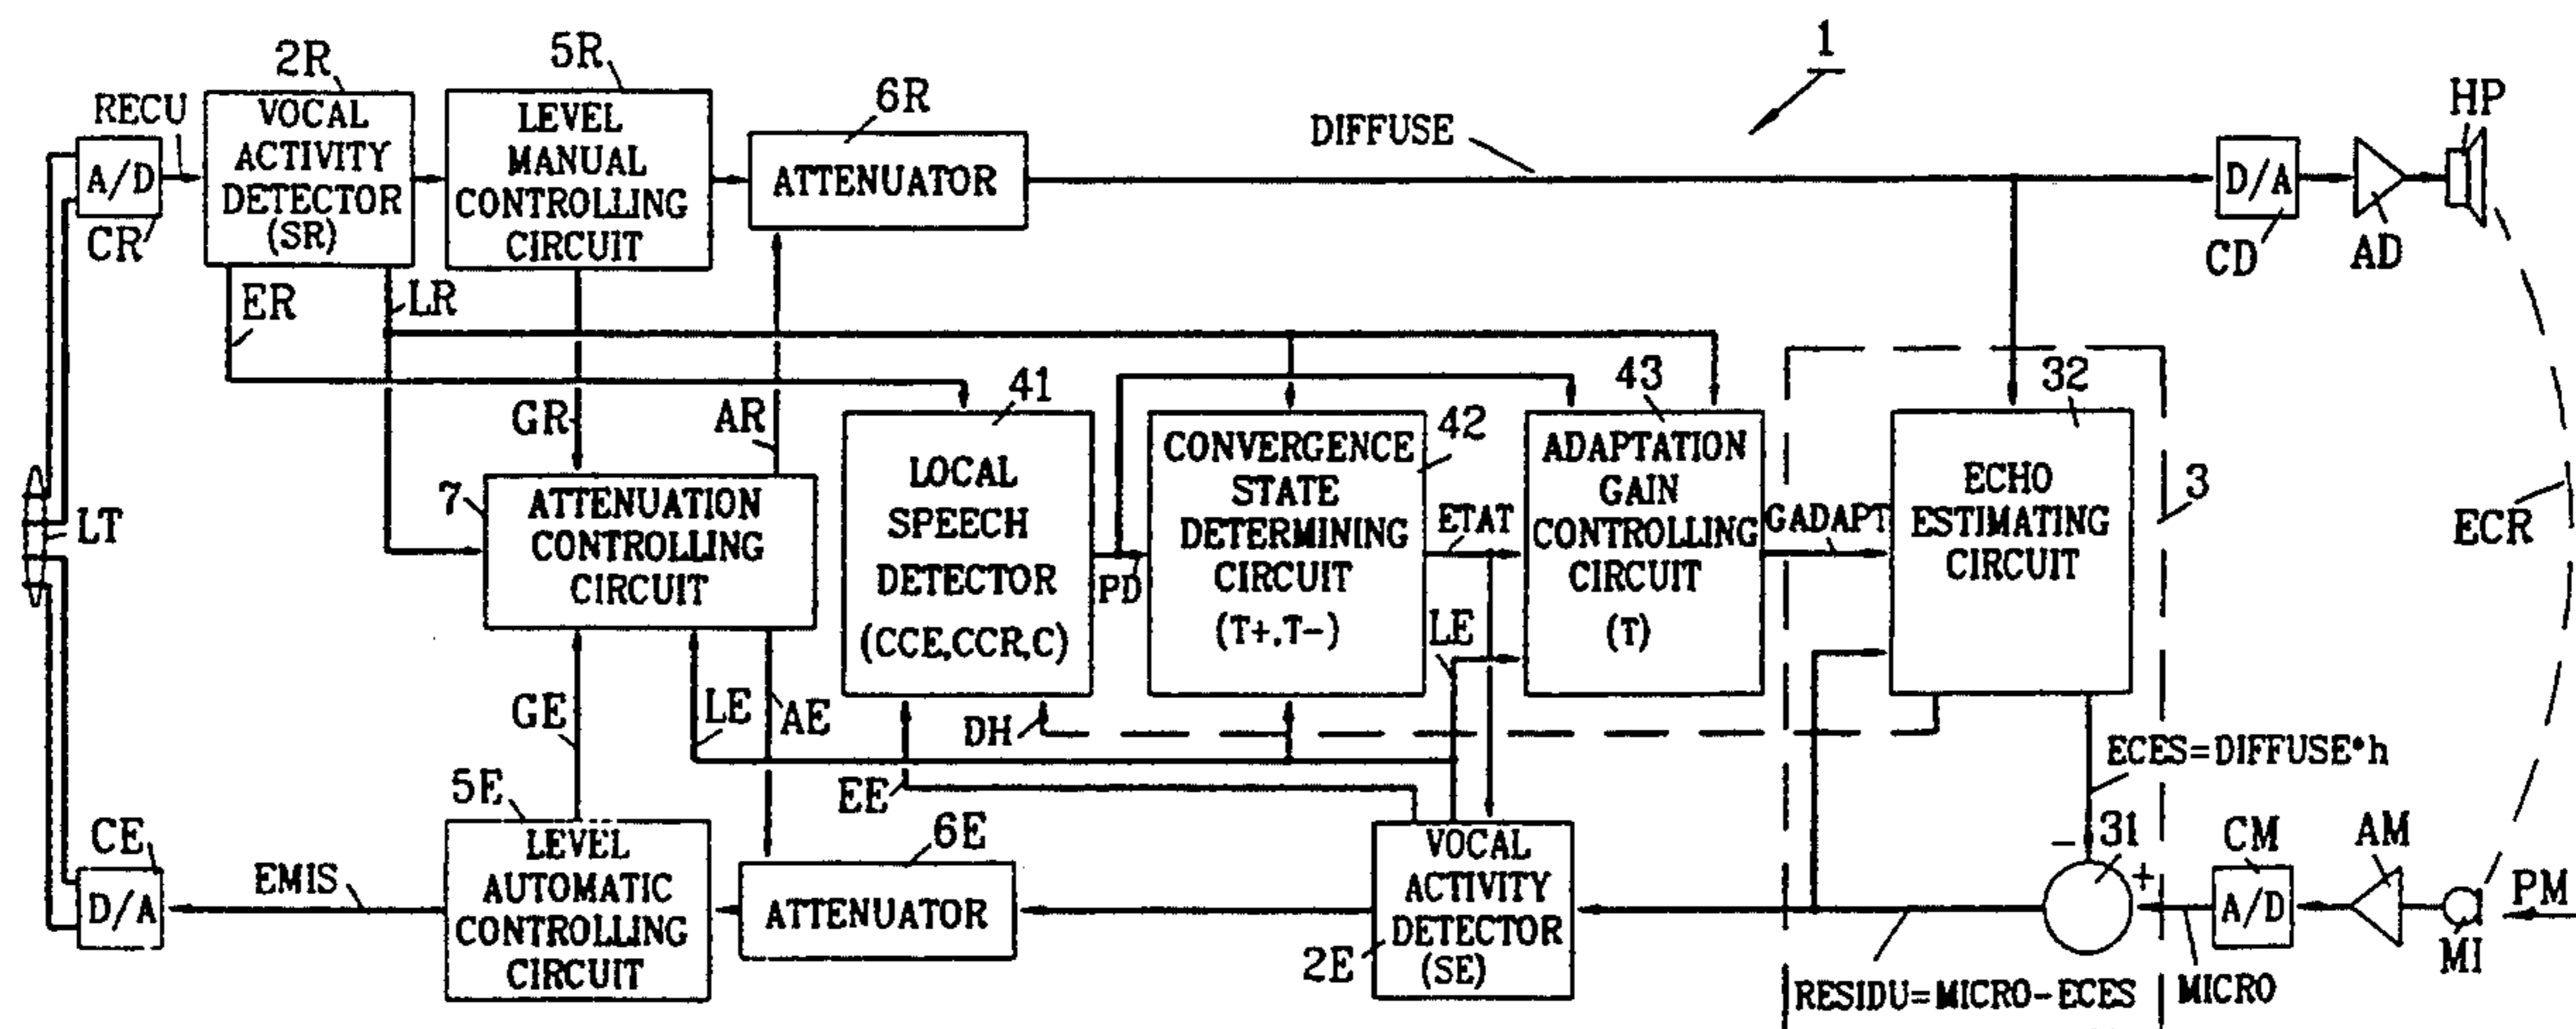 1
2R
5R
6R
HP
RECU
VOCAL
ACTIVITY
DETECTOR
(SR)
LEVEL
MANUAL
CONTROLLING
CIRCUIT
ATTENUATOR
DIFFUSE
A/D
CR
D/A
CD
AD
ER
LR
GR
AR
41
42
43
32
3
ECR
LT
7
ATTENUATION
CONTROLLING
CIRCUIT
LOCAL
SPEECH
DETECTOR
(CCE,CCR,C)
PD
CONVERGENCE
STATE
DETERMINING
CIRCUIT
(T+,T-)
ETAT
ADAPTATION
GAIN
CONTROLLING
CIRCUIT
(T)
GADAPT
ECHO
ESTIMATING
CIRCUIT
LE
GE
LE
AE
DH
EE
ECES=DIFFUSE*h
5E
CE
D/A
EMIS
LEVEL
AUTOMATIC
CONTROLLING
CIRCUIT
6E
ATTENUATOR
VOCAL
ACTIVITY
DETECTOR
(SE)
2E
-
31
+
CM
A/D
AM
MI
PM
RESIDU=MICRO-ECES
MICRO